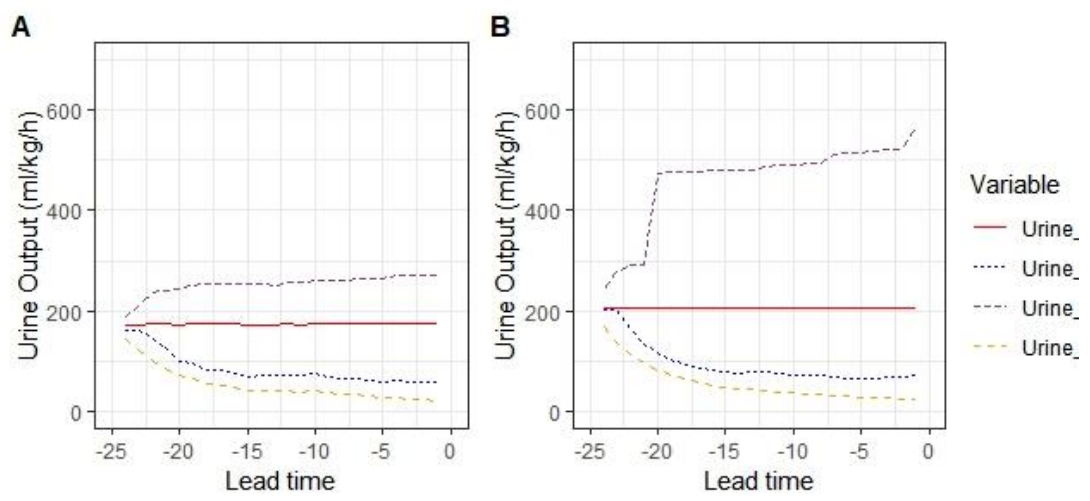 A
Urine Output (ml/kg/h)
600
400
200
0
-25 -20 -15 -10 -5 0
Lead time
B
Urine Output (ml/kg/h)
600
400
200
0
-25 -20 -15 -10 -5 0
Lead time
Variable
Urine_
Urine_
Urine_
Urine_